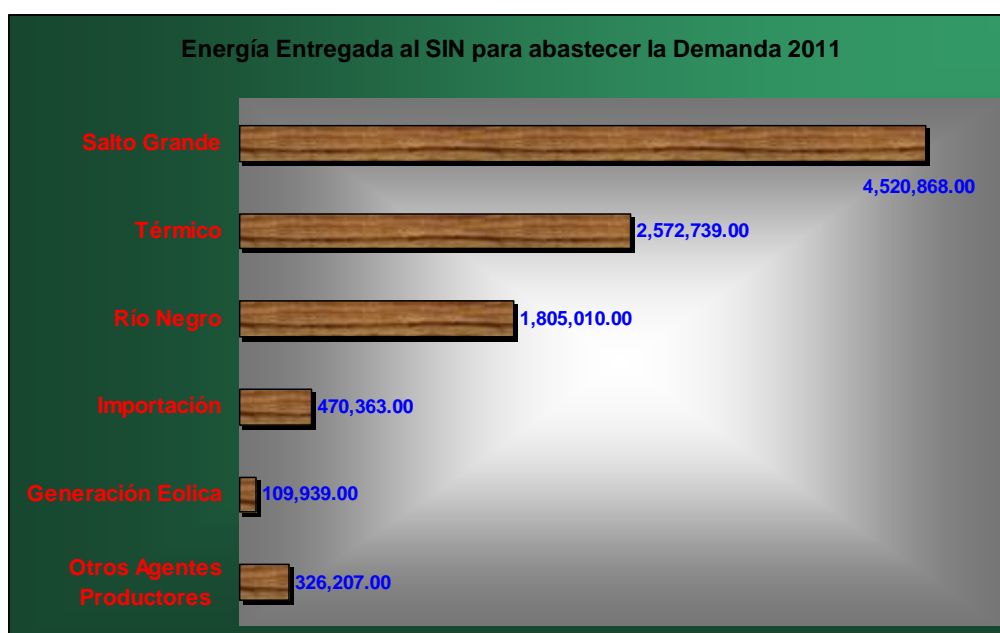 Energía Entregada al SIN para abastecer la Demanda 2011
Salto Grande
4,520,868.00
Térmico
2,572,739.00
Río Negro
1,805,010.00
Importación
470,363.00
Generación Eolica
109,939.00
Otros Agentes
Productores
326,207.00